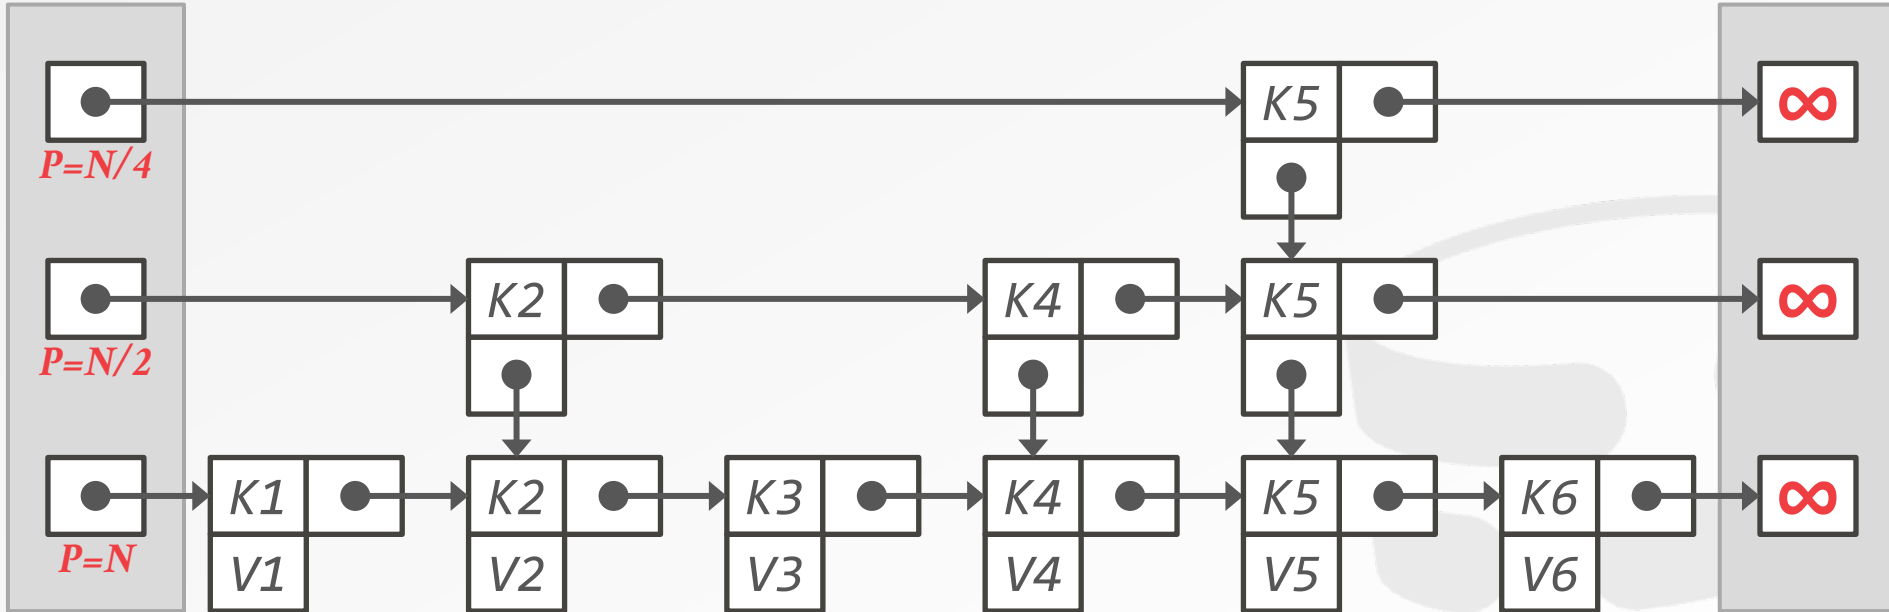 K5 ∞
P=N/4
K2 K4 K5 ∞
P=N/2
K1 K2 K3 K4 K5 K6 ∞
P=N
V1 V2 V3 V4 V5 V6